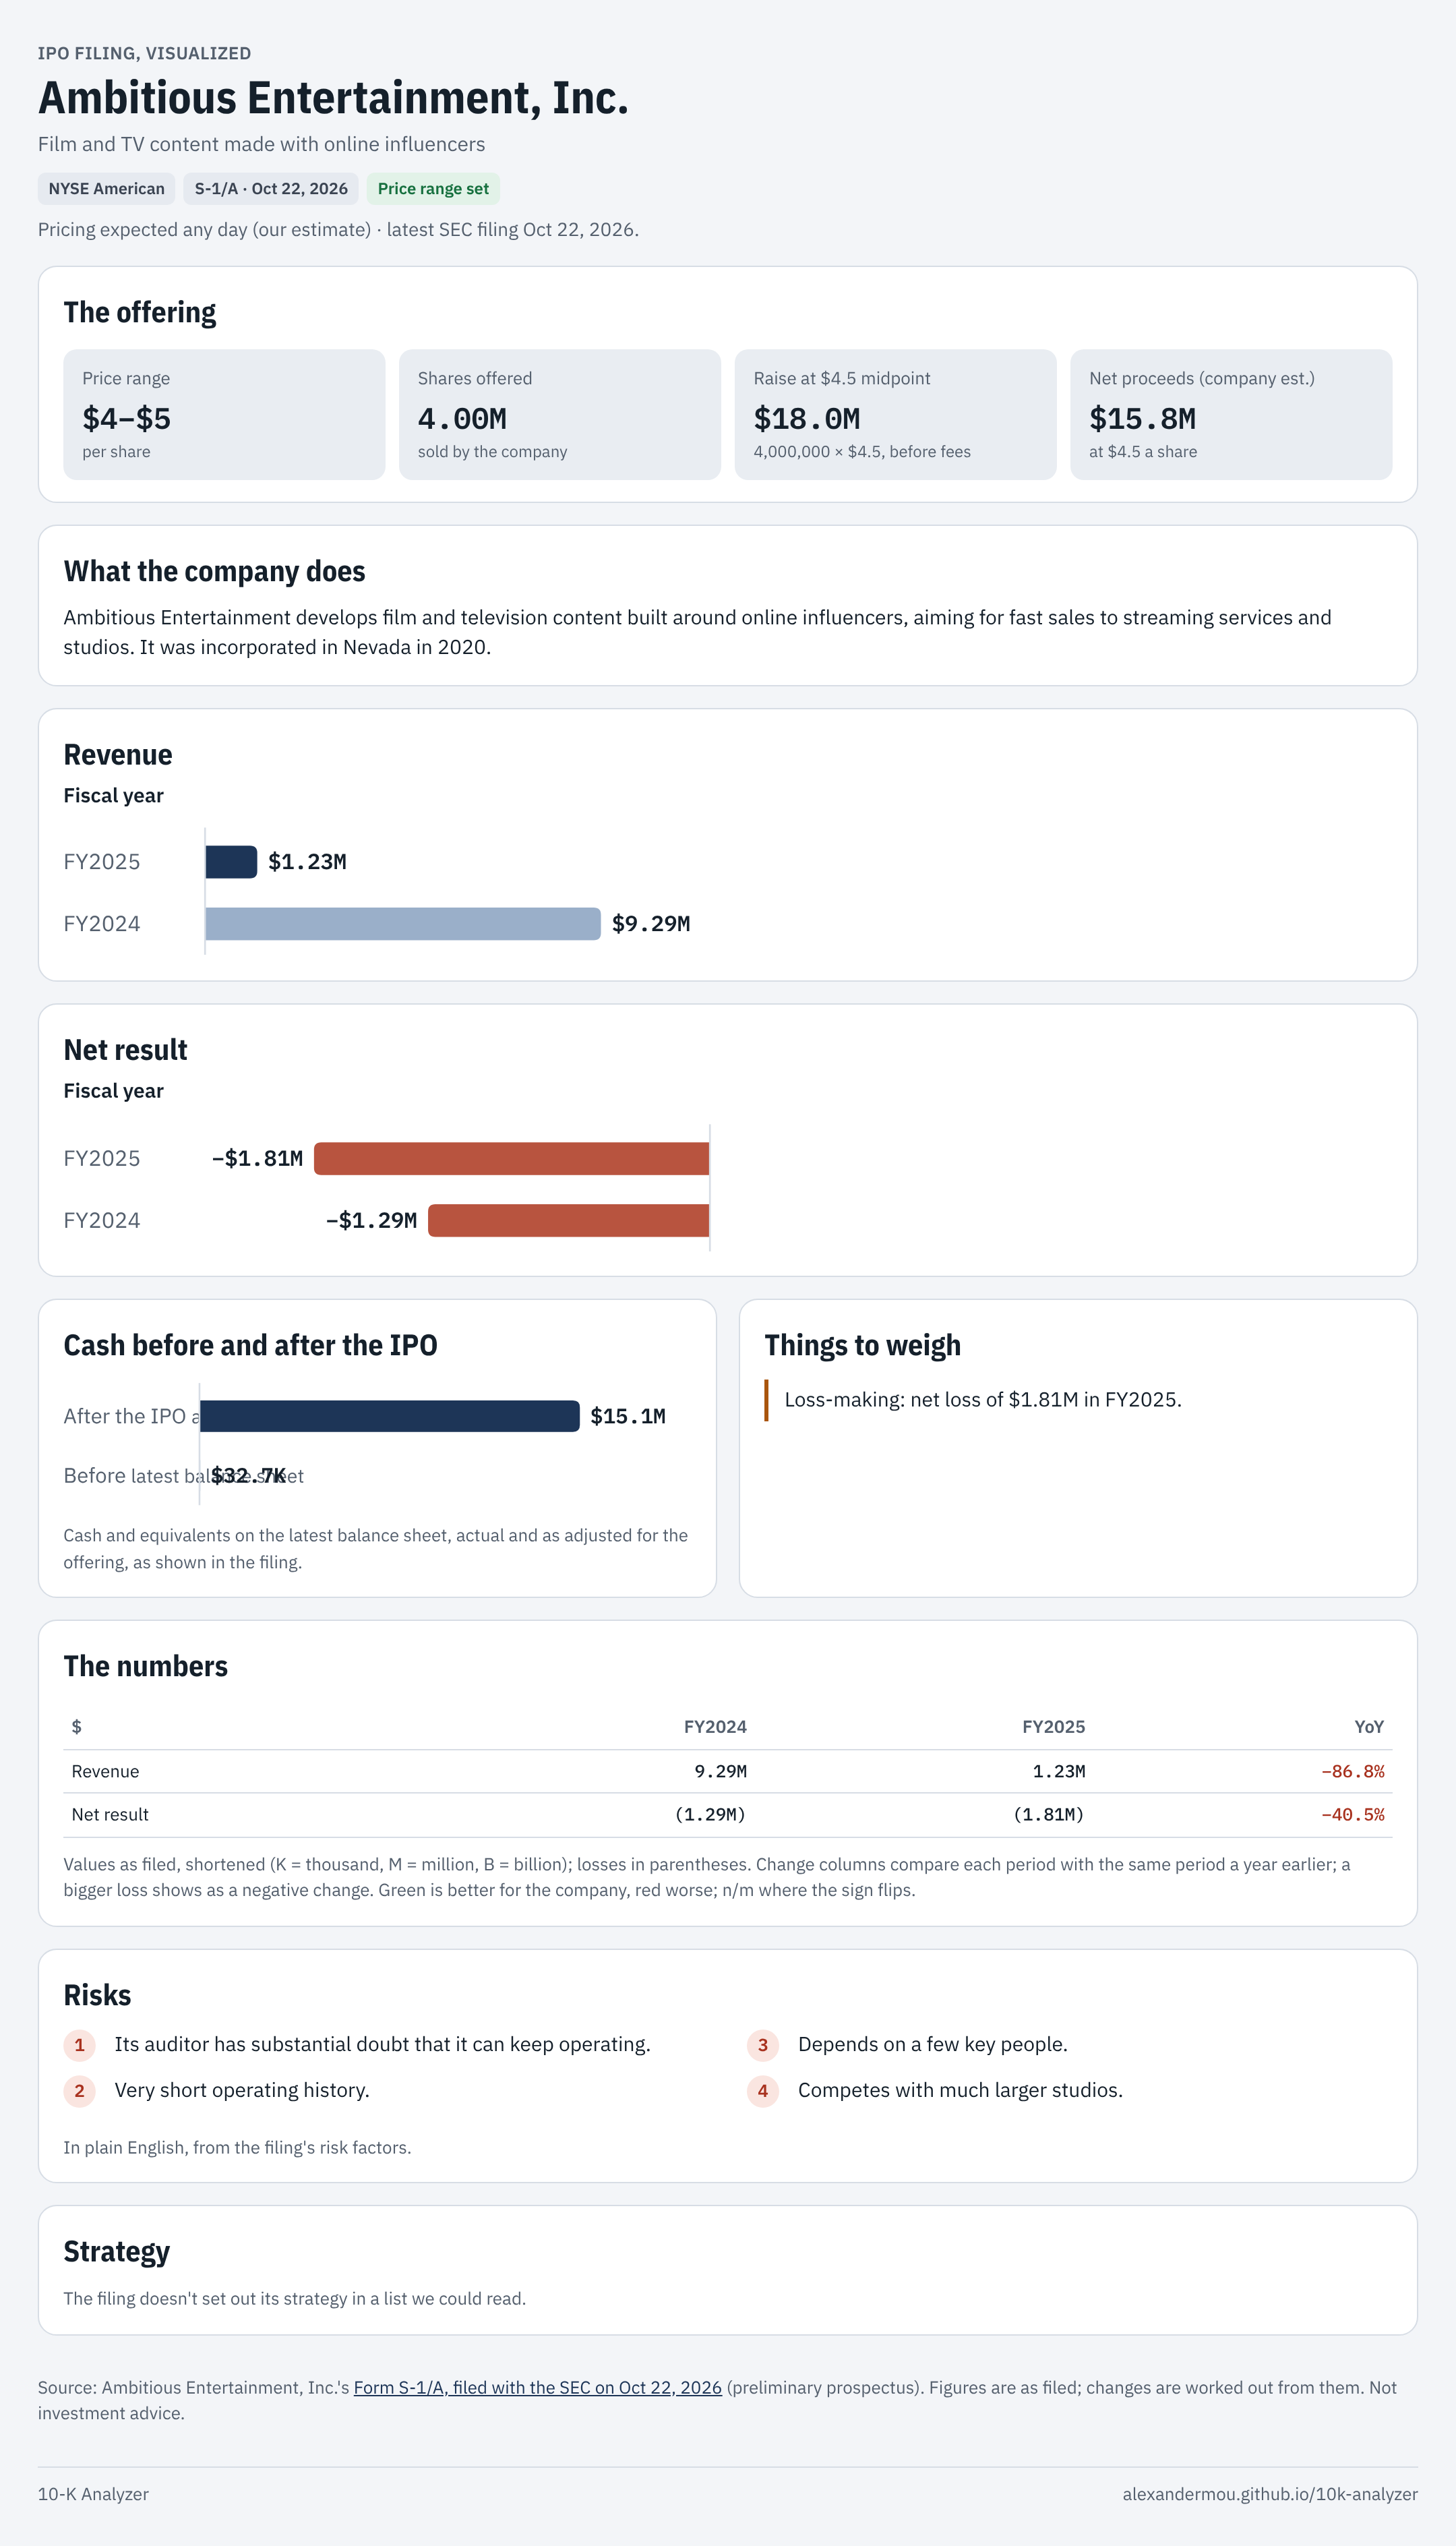 IPO FILING, VISUALIZED
Ambitious Entertainment, Inc.
Film and TV content made with online influencers
NYSE American
S-1/A · Oct 22, 2026
Price range set
Pricing expected any day (our estimate) · latest SEC filing Oct 22, 2026.
The offering
Price range
$4–$5
per share
Shares offered
4.00M
sold by the company
Raise at $4.5 midpoint
$18.0M
4,000,000 × $4.5, before fees
Net proceeds (company est.)
$15.8M
at $4.5 a share
What the company does
Ambitious Entertainment develops film and television content built around online influencers, aiming for fast sales to streaming services and
studios. It was incorporated in Nevada in 2020.
Revenue
Fiscal year
FY2025 $1.23M
FY2024 $9.29M
Net result
Fiscal year
FY2025 −$1.81M
FY2024 −$1.29M
Cash before and after the IPO
After the IPO $15.1M
Before latest balance sheet $32.7K
Cash and equivalents on the latest balance sheet, actual and as adjusted for the
offering, as shown in the filing.
Things to weigh
Loss-making: net loss of $1.81M in FY2025.
The numbers
$ FY2024 FY2025 YoY
Revenue 9.29M 1.23M −86.8%
Net result (1.29M) (1.81M) −40.5%
Values as filed, shortened (K = thousand, M = million, B = billion); losses in parentheses. Change columns compare each period with the same period a year earlier; a
bigger loss shows as a negative change. Green is better for the company, red worse; n/m where the sign flips.
Risks
1 Its auditor has substantial doubt that it can keep operating.
2 Very short operating history.
3 Depends on a few key people.
4 Competes with much larger studios.
In plain English, from the filing's risk factors.
Strategy
The filing doesn't set out its strategy in a list we could read.
Source: Ambitious Entertainment, Inc.'s Form S-1/A, filed with the SEC on Oct 22, 2026 (preliminary prospectus). Figures are as filed; changes are worked out from them. Not
investment advice.
10-K Analyzer
alexandermou.github.io/10k-analyzer